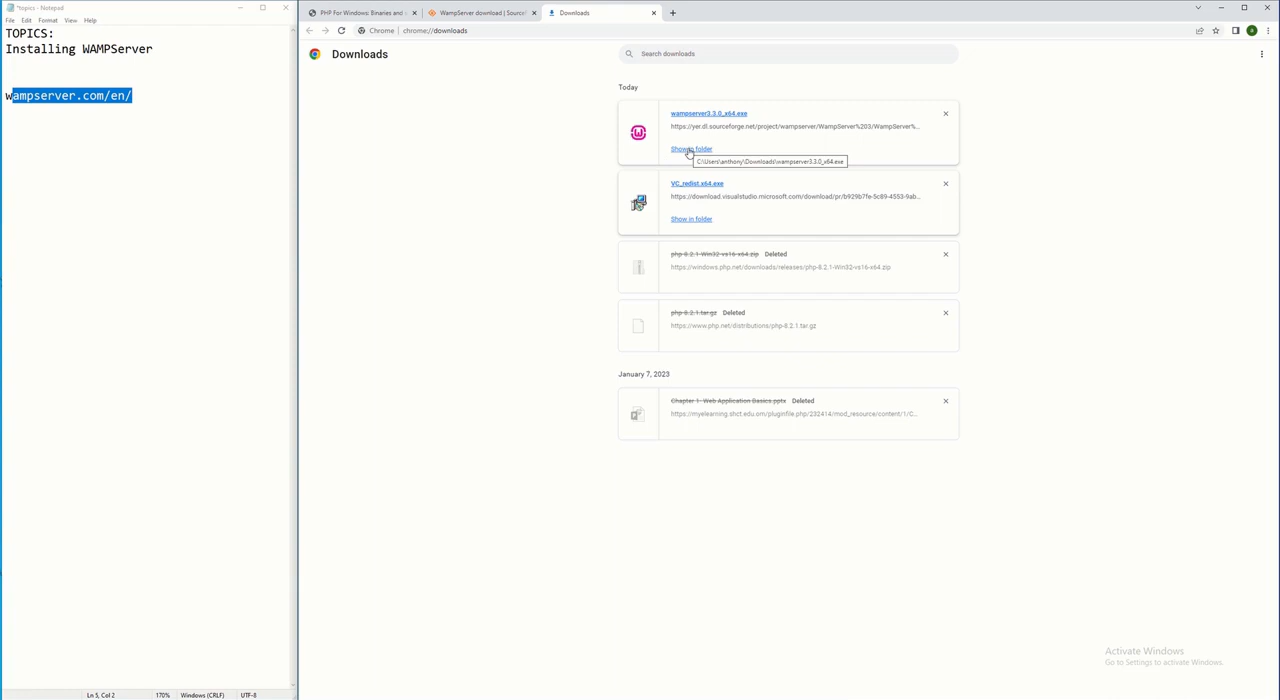 *topics - Notepad
File Edit Format View Help
TOPICS:
Installing WAMPServer
wampserver.com/en/
Ln 5, Col 2 170% Windows (CRLF) UTF-8
PHP For Windows: Binaries and
WampServer download | Source
Downloads
Chrome chrome://downloads
a
Downloads
Search downloads
Today
wampserver3.3.0_x64.exe
https://yer.dl.sourceforge.net/project/wampserver/WampServer%203/WampServer%...
Show in folder
C:\Users\anthony\Downloads\wampserver3.3.0_x64.exe
VC_redist.x64.exe
https://download.visualstudio.microsoft.com/download/pr/b929b7fe-5c89-4553-9ab...
Show in folder
php-8.2.1-Win32-vs16-x64.zip Deleted
https://windows.php.net/downloads/releases/php-8.2.1-Win32-vs16-x64.zip
php-8.2.1.tar.gz Deleted
https://www.php.net/distributions/php-8.2.1.tar.gz
January 7, 2023
Chapter 1- Web Application Basics.pptx Deleted
https://myelearning.shct.edu.om/pluginfile.php/232414/mod_resource/content/1/C...
Activate Windows
Go to Settings to activate Windows.